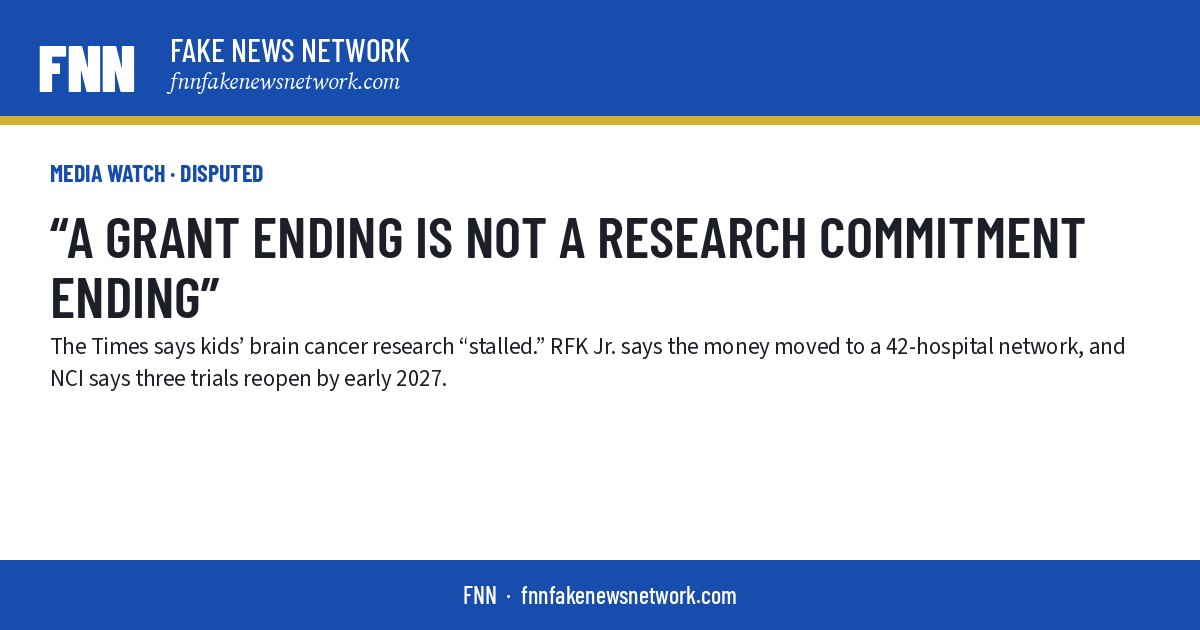 FNN
FAKE NEWS NETWORK
fnnfakenewsnetwork.com
MEDIA WATCH · DISPUTED
“A GRANT ENDING IS NOT A RESEARCH COMMITMENT
ENDING”
The Times says kids’ brain cancer research “stalled.” RFK Jr. says the money moved to a 42-hospital network, and
NCI says three trials reopen by early 2027.
FNN · fnnfakenewsnetwork.com